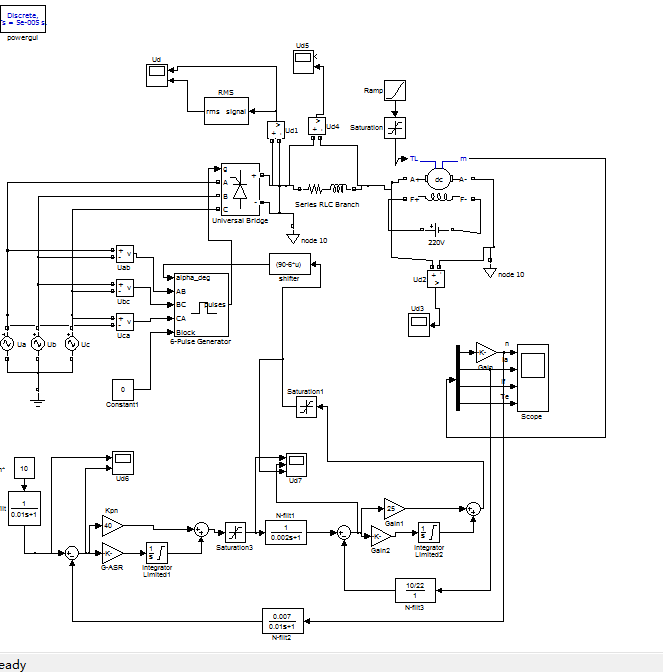 Discrete,
s = 5e-005 s.
powergui
Ud
Ud5
RMS
rms signal
Ud1
Ud4
Ramp
Saturation
TL
m
A+
dc
A-
F+
F-
220V
g
A
B
C
+
-
Universal Bridge
Series RLC Branch
node 10
node 10
Ud2
Ud3
(90-6*u)
shifter
Uab
Ubc
Uca
alpha_deg
AB
BC
CA
Block
pulses
6-Pulse Generator
Ua
Ub
Uc
0
Constant1
-K-
Gain
n
Ia
If
Te
Scope
Saturation1
n*
10
Ud6
Ud7
1
0.01s+1
Kpn
40
-K-
G-ASR
1
s
Integrator
Limited1
Saturation3
N-filt1
1
0.002s+1
25
Gain1
-K-
Gain2
1
s
Integrator
Limited2
10/22
1
N-filt3
0.007
0.01s+1
N-filt2
eady